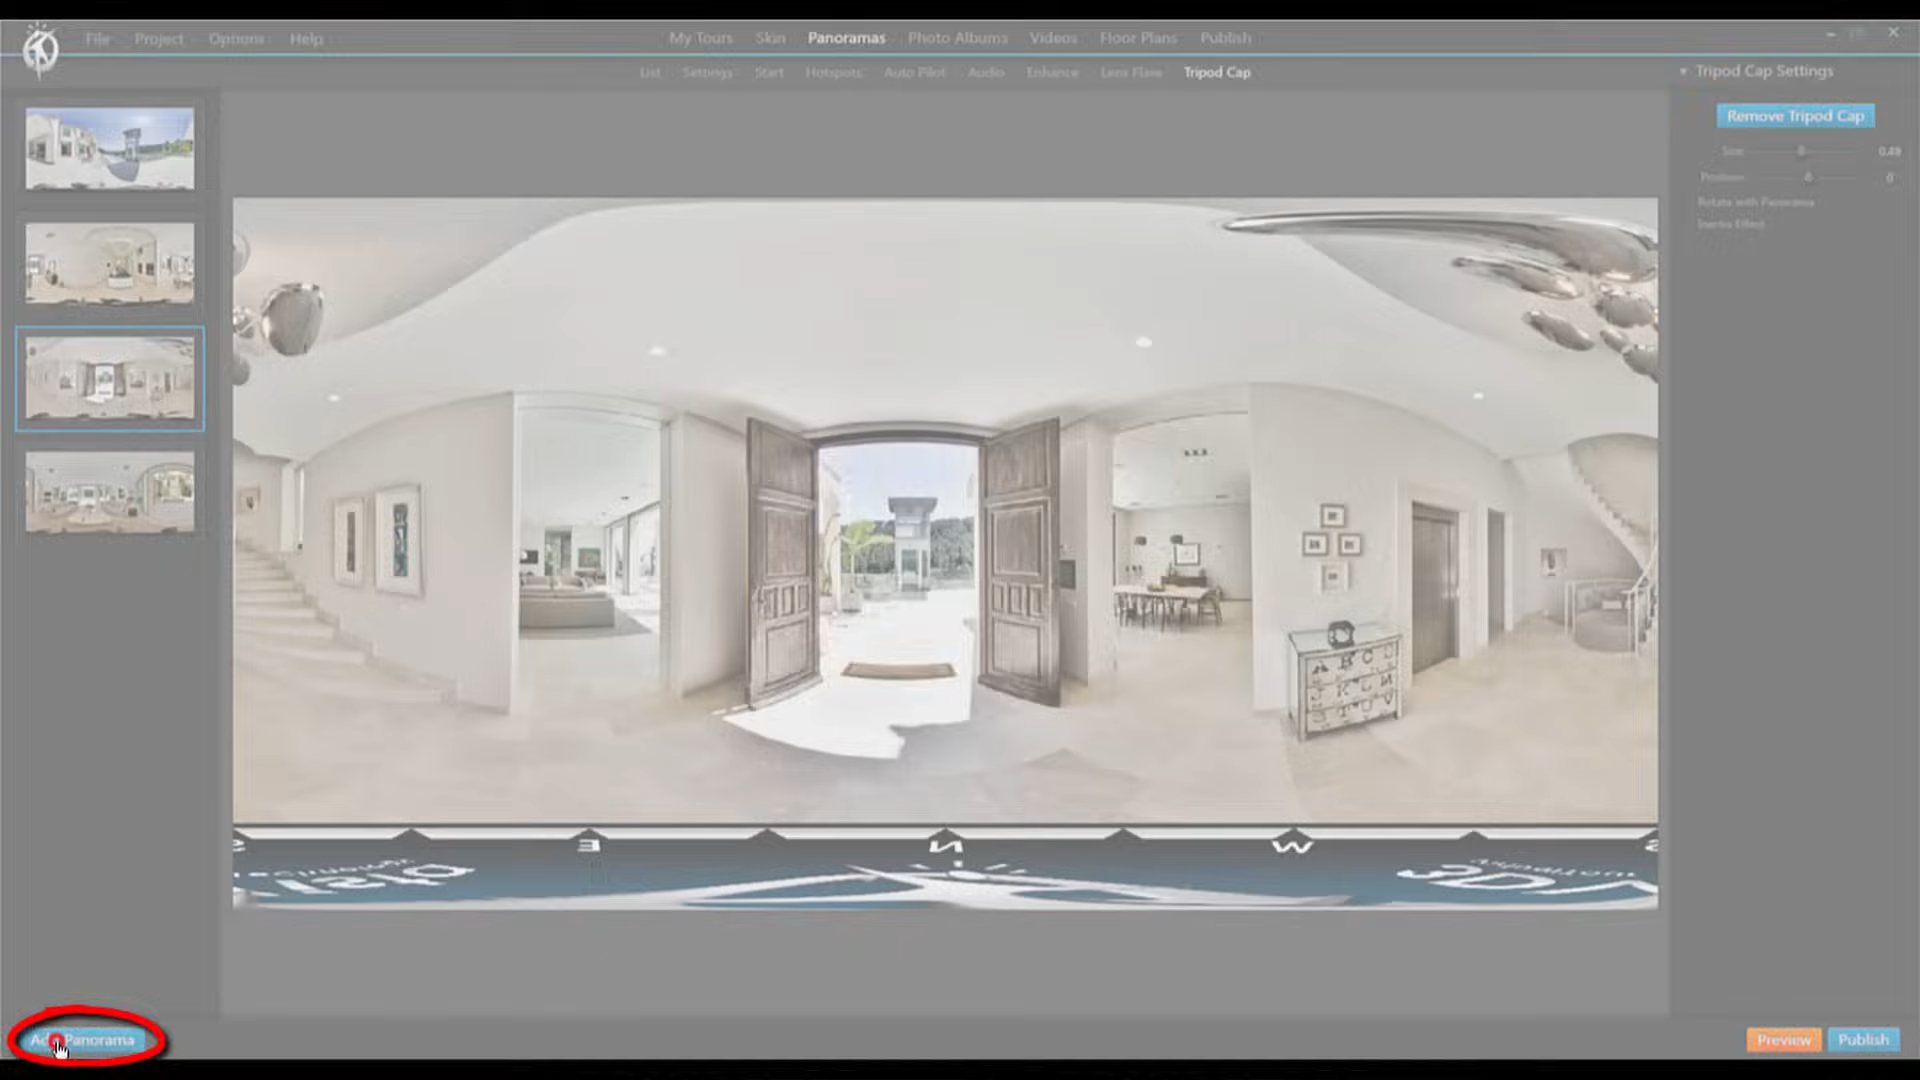 File Project Options Help
My Tours Skin Panoramas Photo Albums Videos Floor Plans Publish
List Settings Start Hotspots Auto Pilot Audio Enhance Lens Flare Tripod Cap
Tripod Cap Settings
Remove Tripod Cap
Size 0.49
Position 0
Rotate with Panorama
Inertia Effect
A B C
J K L M
S T U V
E N W
Panorama
Preview Publish